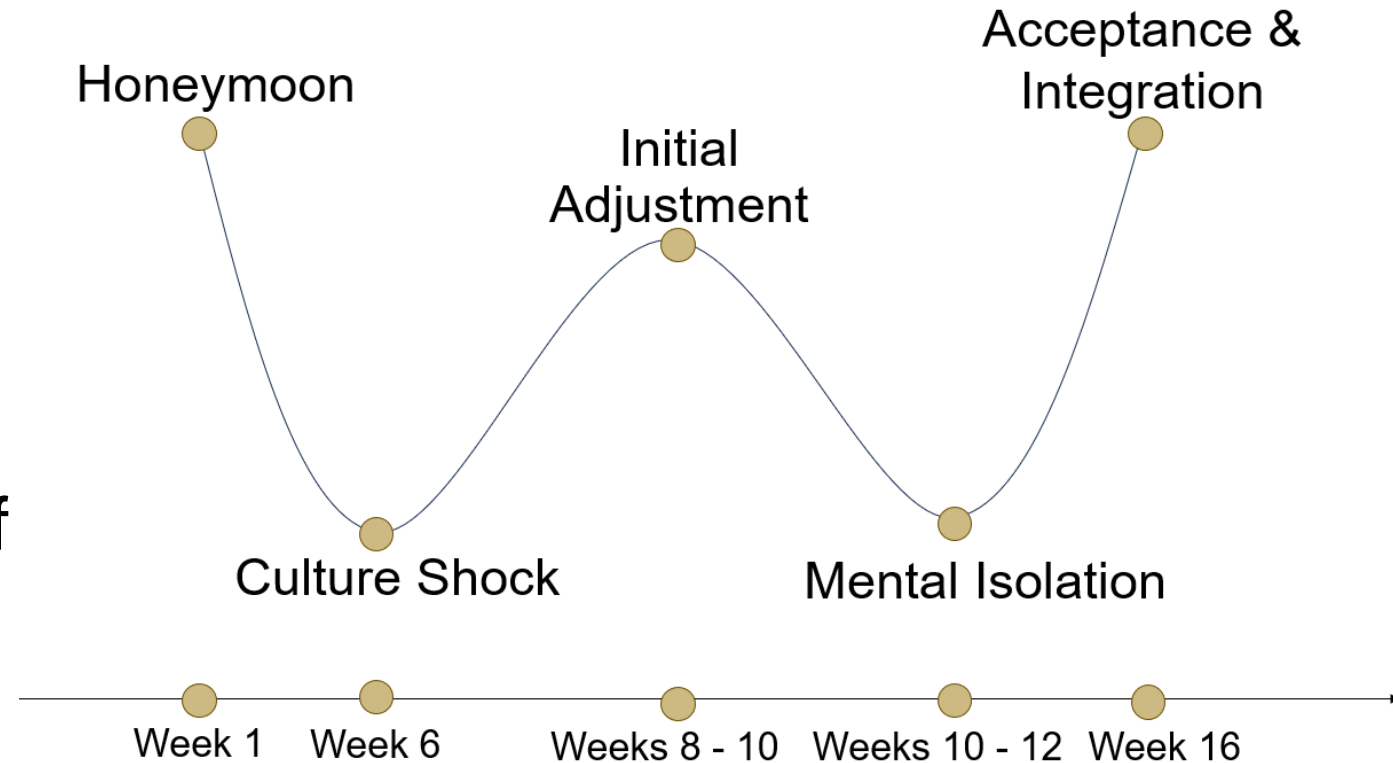 Honeymoon
Initial
Adjustment
Acceptance &
Integration
f
Culture Shock
Mental Isolation
Week 1
Week 6
Weeks 8 - 10
Weeks 10 - 12
Week 16